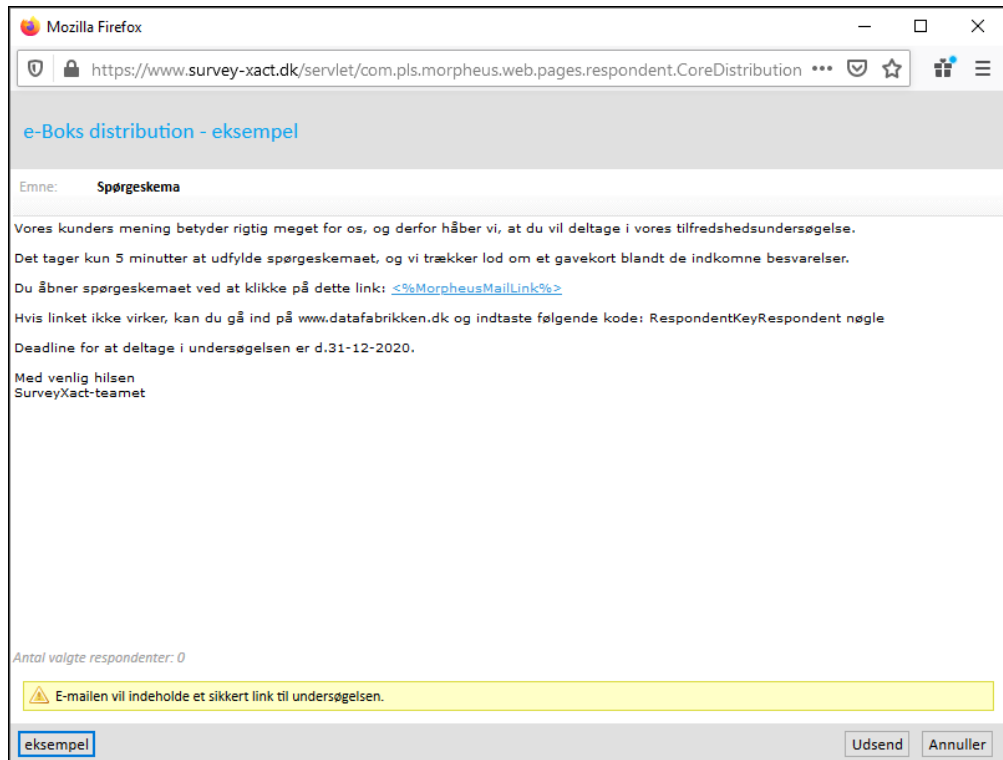 Mozilla Firefox
https://www.survey-xact.dk/servlet/com.pls.morpheus.web.pages.respondent.CoreDistribution
e-Boks distribution - eksempel
Emne: Spørgeskema
Vores kunders mening betyder rigtig meget for os, og derfor håber vi, at du vil deltage i vores tilfredshedsundersøgelse.
Det tager kun 5 minutter at udfylde spørgeskemaet, og vi trækker lod om et gavekort blandt de indkomne besvarelser.
Du åbner spørgeskemaet ved at klikke på dette link: <%MorpheusMailLink%>
Hvis linket ikke virker, kan du gå ind på www.datafabrikken.dk og indtaste følgende kode: RespondentKeyRespondent nøgle
Deadline for at deltage i undersøgelsen er d.31-12-2020.
Med venlig hilsen
SurveyXact-teamet
Antal valgte respondenter: 0
E-mailen vil indeholde et sikkert link til undersøgelsen.
eksempel Udsend Annuller